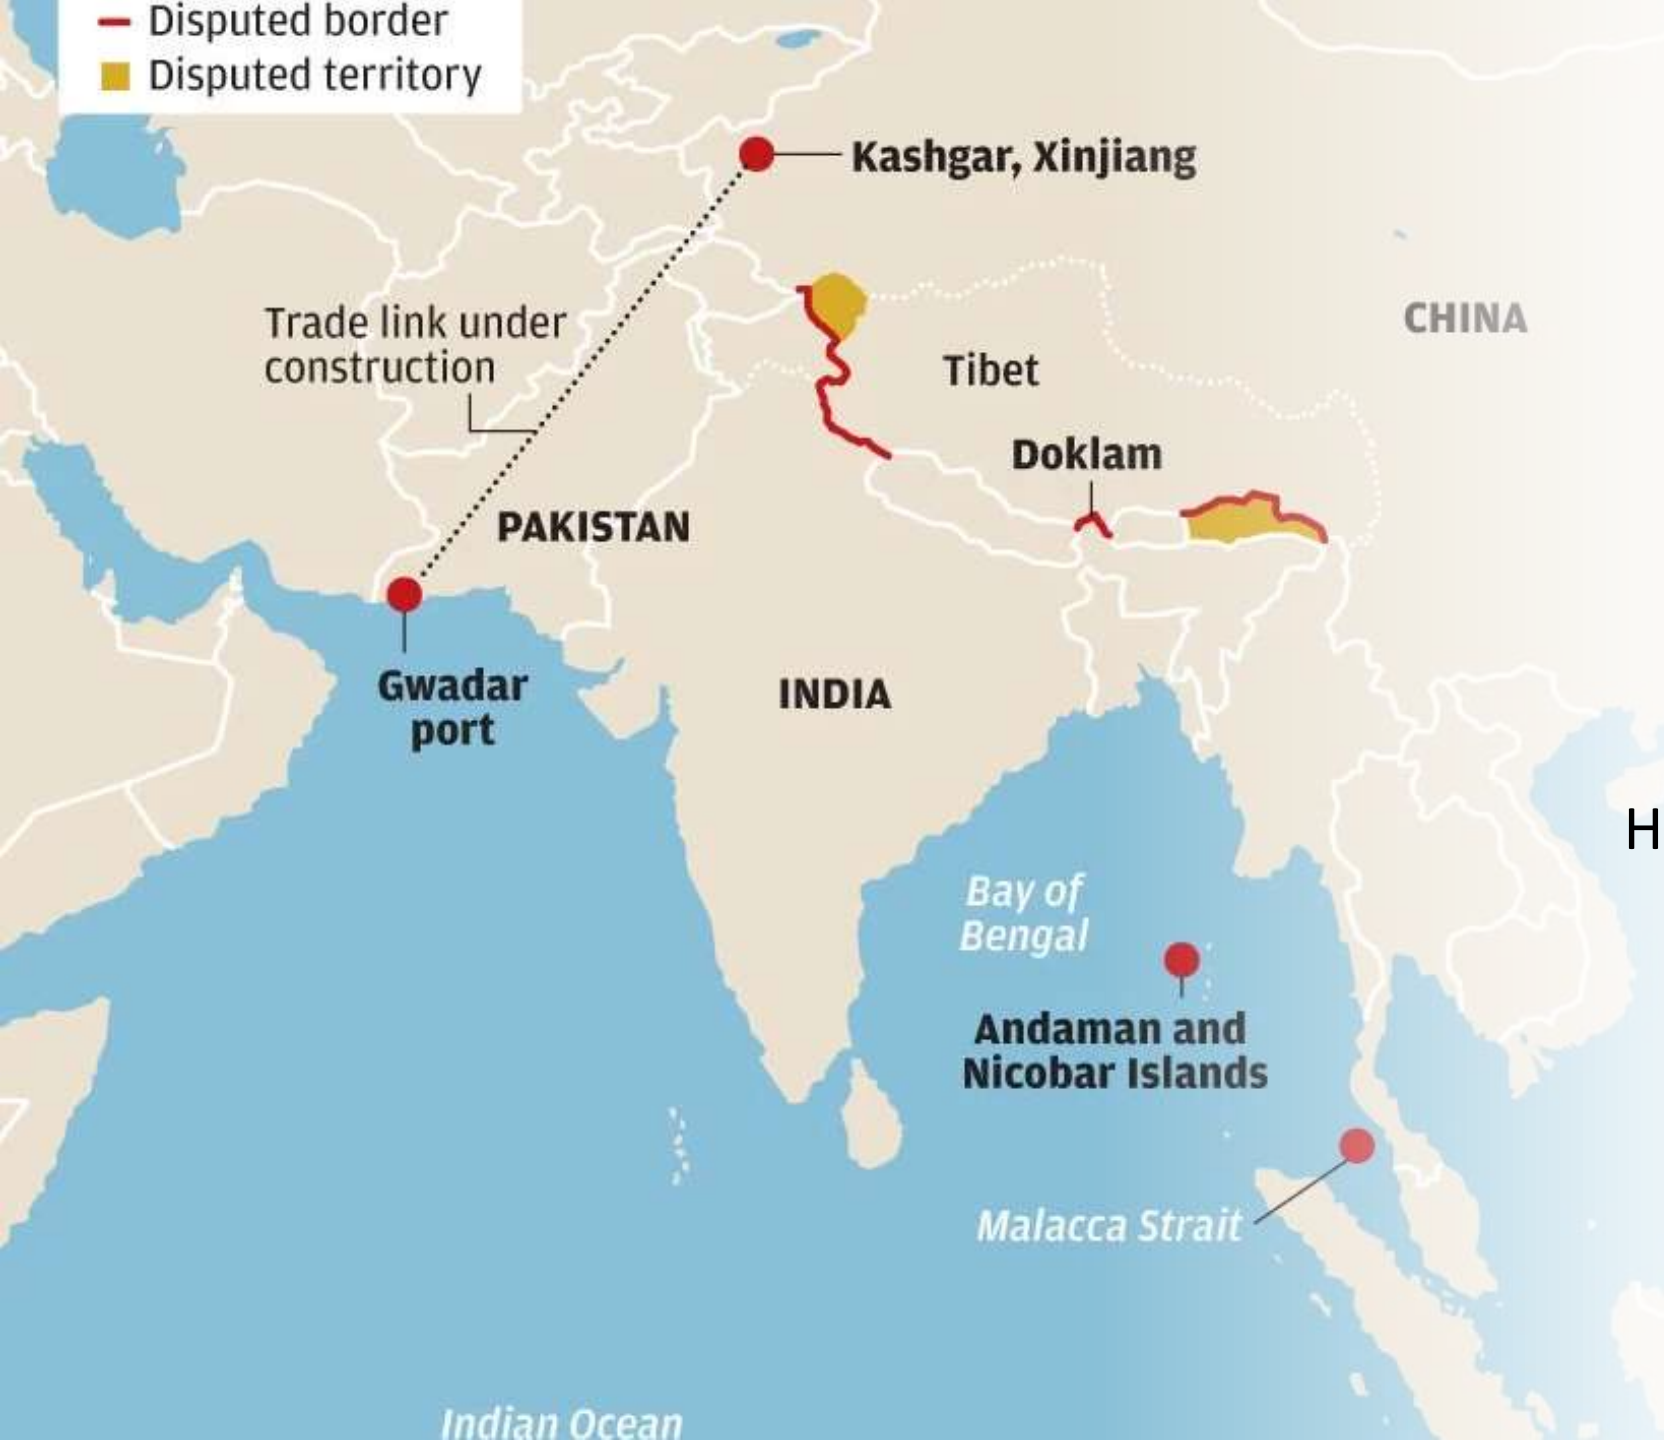 Disputed border
Disputed territory
Kashgar, Xinjiang
Trade link under
construction
CHINA
Tibet
Doklam
PAKISTAN
Gwadar
port
INDIA
H
Bay of
Bengal
Andaman and
Nicobar Islands
Malacca Strait
Indian Ocean